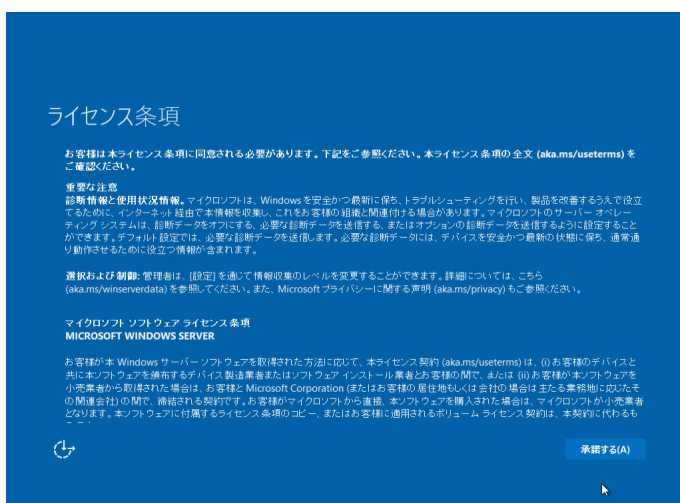 ライセンス条項
お客様は本ライセンス条項に同意される必要があります。下記をご参照ください。本ライセンス条項の全文 (aka.ms/useterms) を
ご確認ください。
重要な注意
診断情報と使用状況情報。マイクロソフトは、Windowsを安全かつ最新に保ち、トラブルシューティングを行い、製品を改善するうえで役立
てるために、インターネット経由で本情報を収集し、これをお客様の組織と関連付ける場合があります。マイクロソフトのサーバー オペレー
ティング システムは、診断データをオフにする、必要な診断データを送信する、またはオプションの診断データを送信するように設定すること
ができます。デフォルト設定では、必要な診断データを送信します。必要な診断データには、デバイスを安全かつ最新の状態に保ち、通常通
り動作させるために役立つ情報が含まれます。
選択および制御: 管理者は、[設定] を通じて情報収集のレベルを変更することができます。詳細については、こちら
(aka.ms/winserverdata) を参照してください。また、Microsoft プライバシーに関する声明 (aka.ms/privacy) もご参照ください。
マイクロソフト ソフトウェア ライセンス条項
MICROSOFT WINDOWS SERVER
お客様が本 Windows サーバー ソフトウェアを取得された方法に応じて、本ライセンス契約 (aka.ms/useterms) は、(i) お客様のデバイスと
共に本ソフトウェアを頒布するデバイス製造業者またはソフトウェア インストール業者とお客様の間で、または (ii) お客様が本ソフトウェアを
小売業者から取得された場合は、お客様と Microsoft Corporation (またはお客様の居住地もしくは会社の場合は主たる業務地に応じたそ
の関連会社) の間で、締結される契約です。お客様がマイクロソフトから直接、本ソフトウェアを購入された場合は、マイクロソフトが小売業者
となります。本ソフトウェアに付属するライセンス条項のコピー、またはお客様に適用されるボリューム ライセンス契約は、本契約に代わるも
承諾する(A)